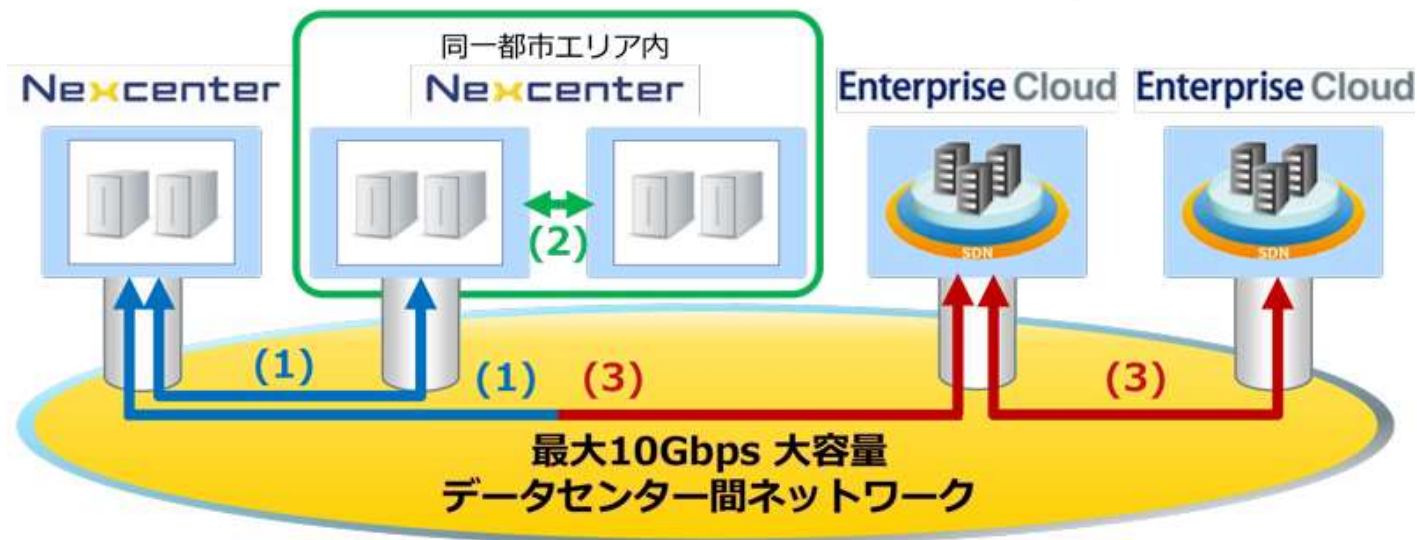 同一都市エリア内
Nexcenter
Nexcenter
Enterprise Cloud
Enterprise Cloud
(2)
SDN
SDN
(1)
(1)
(3)
(3)
最大10Gbps 大容量
データセンター間ネットワーク